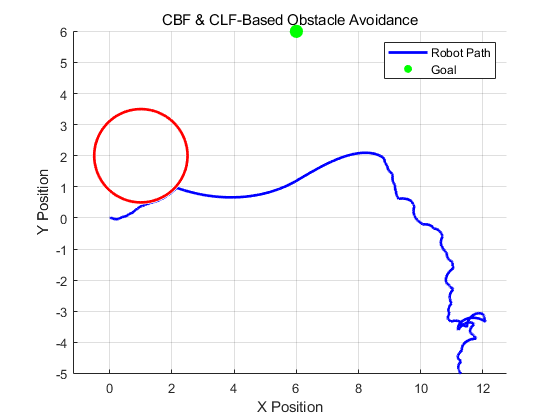 CBF & CLF-Based Obstacle Avoidance
Robot Path
Goal
Y Position
6
5
4
3
2
1
0
-1
-2
-3
-4
-5
0 2 4 6 8 10 12
X Position